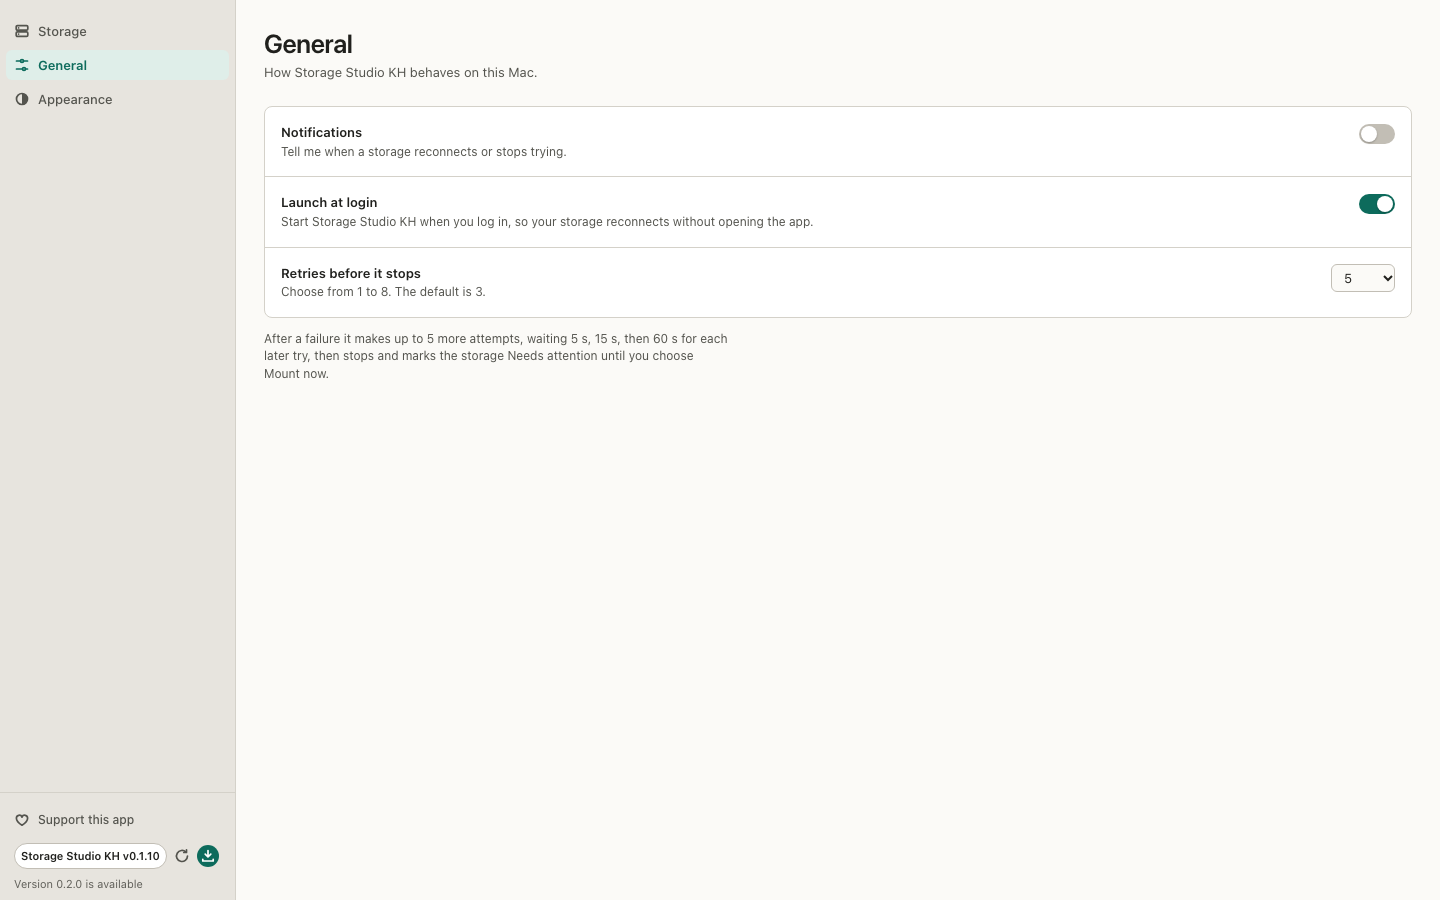 Storage
General
Appearance
General
How Storage Studio KH behaves on this Mac.
Notifications
Tell me when a storage reconnects or stops trying.
Launch at login
Start Storage Studio KH when you log in, so your storage reconnects without opening the app.
Retries before it stops
Choose from 1 to 8. The default is 3.
5
After a failure it makes up to 5 more attempts, waiting 5 s, 15 s, then 60 s for each
later try, then stops and marks the storage Needs attention until you choose
Mount now.
Support this app
Storage Studio KH v0.1.10
Version 0.2.0 is available